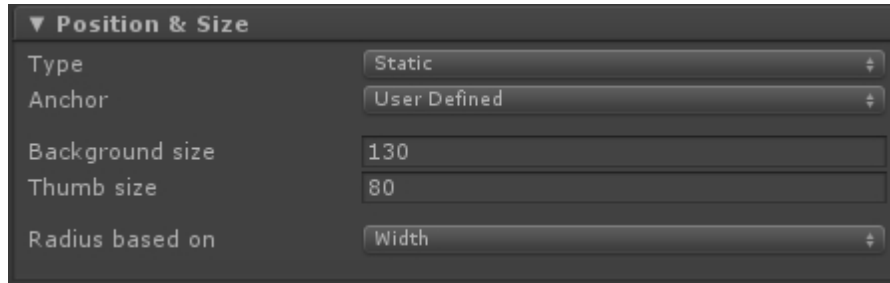 ▼ Position & Size
Type Static
Anchor User Defined
Background size 130
Thumb size 80
Radius based on Width